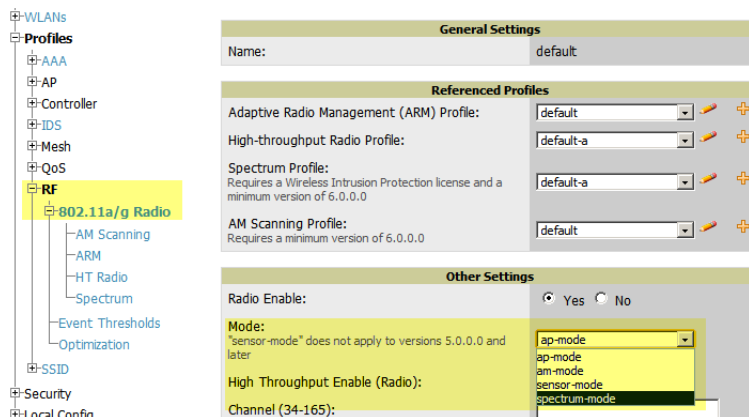 WLANs
Profiles
AAA
AP
Controller
IDS
Mesh
QoS
RF
802.11a/g Radio
AM Scanning
ARM
HT Radio
Spectrum
Event Thresholds
Optimization
SSID
Security
Local Config
General Settings
Name: default
Referenced Profiles
Adaptive Radio Management (ARM) Profile: default
High-throughput Radio Profile: default-a
Spectrum Profile:
Requires a Wireless Intrusion Protection license and a
minimum version of 6.0.0.0
default-a
AM Scanning Profile:
Requires a minimum version of 6.0.0.0
default
Other Settings
Radio Enable: Yes No
Mode:
"sensor-mode" does not apply to versions 5.0.0.0 and
later
ap-mode
ap-mode
am-mode
sensor-mode
spectrum-mode
High Throughput Enable (Radio):
Channel (34-165):